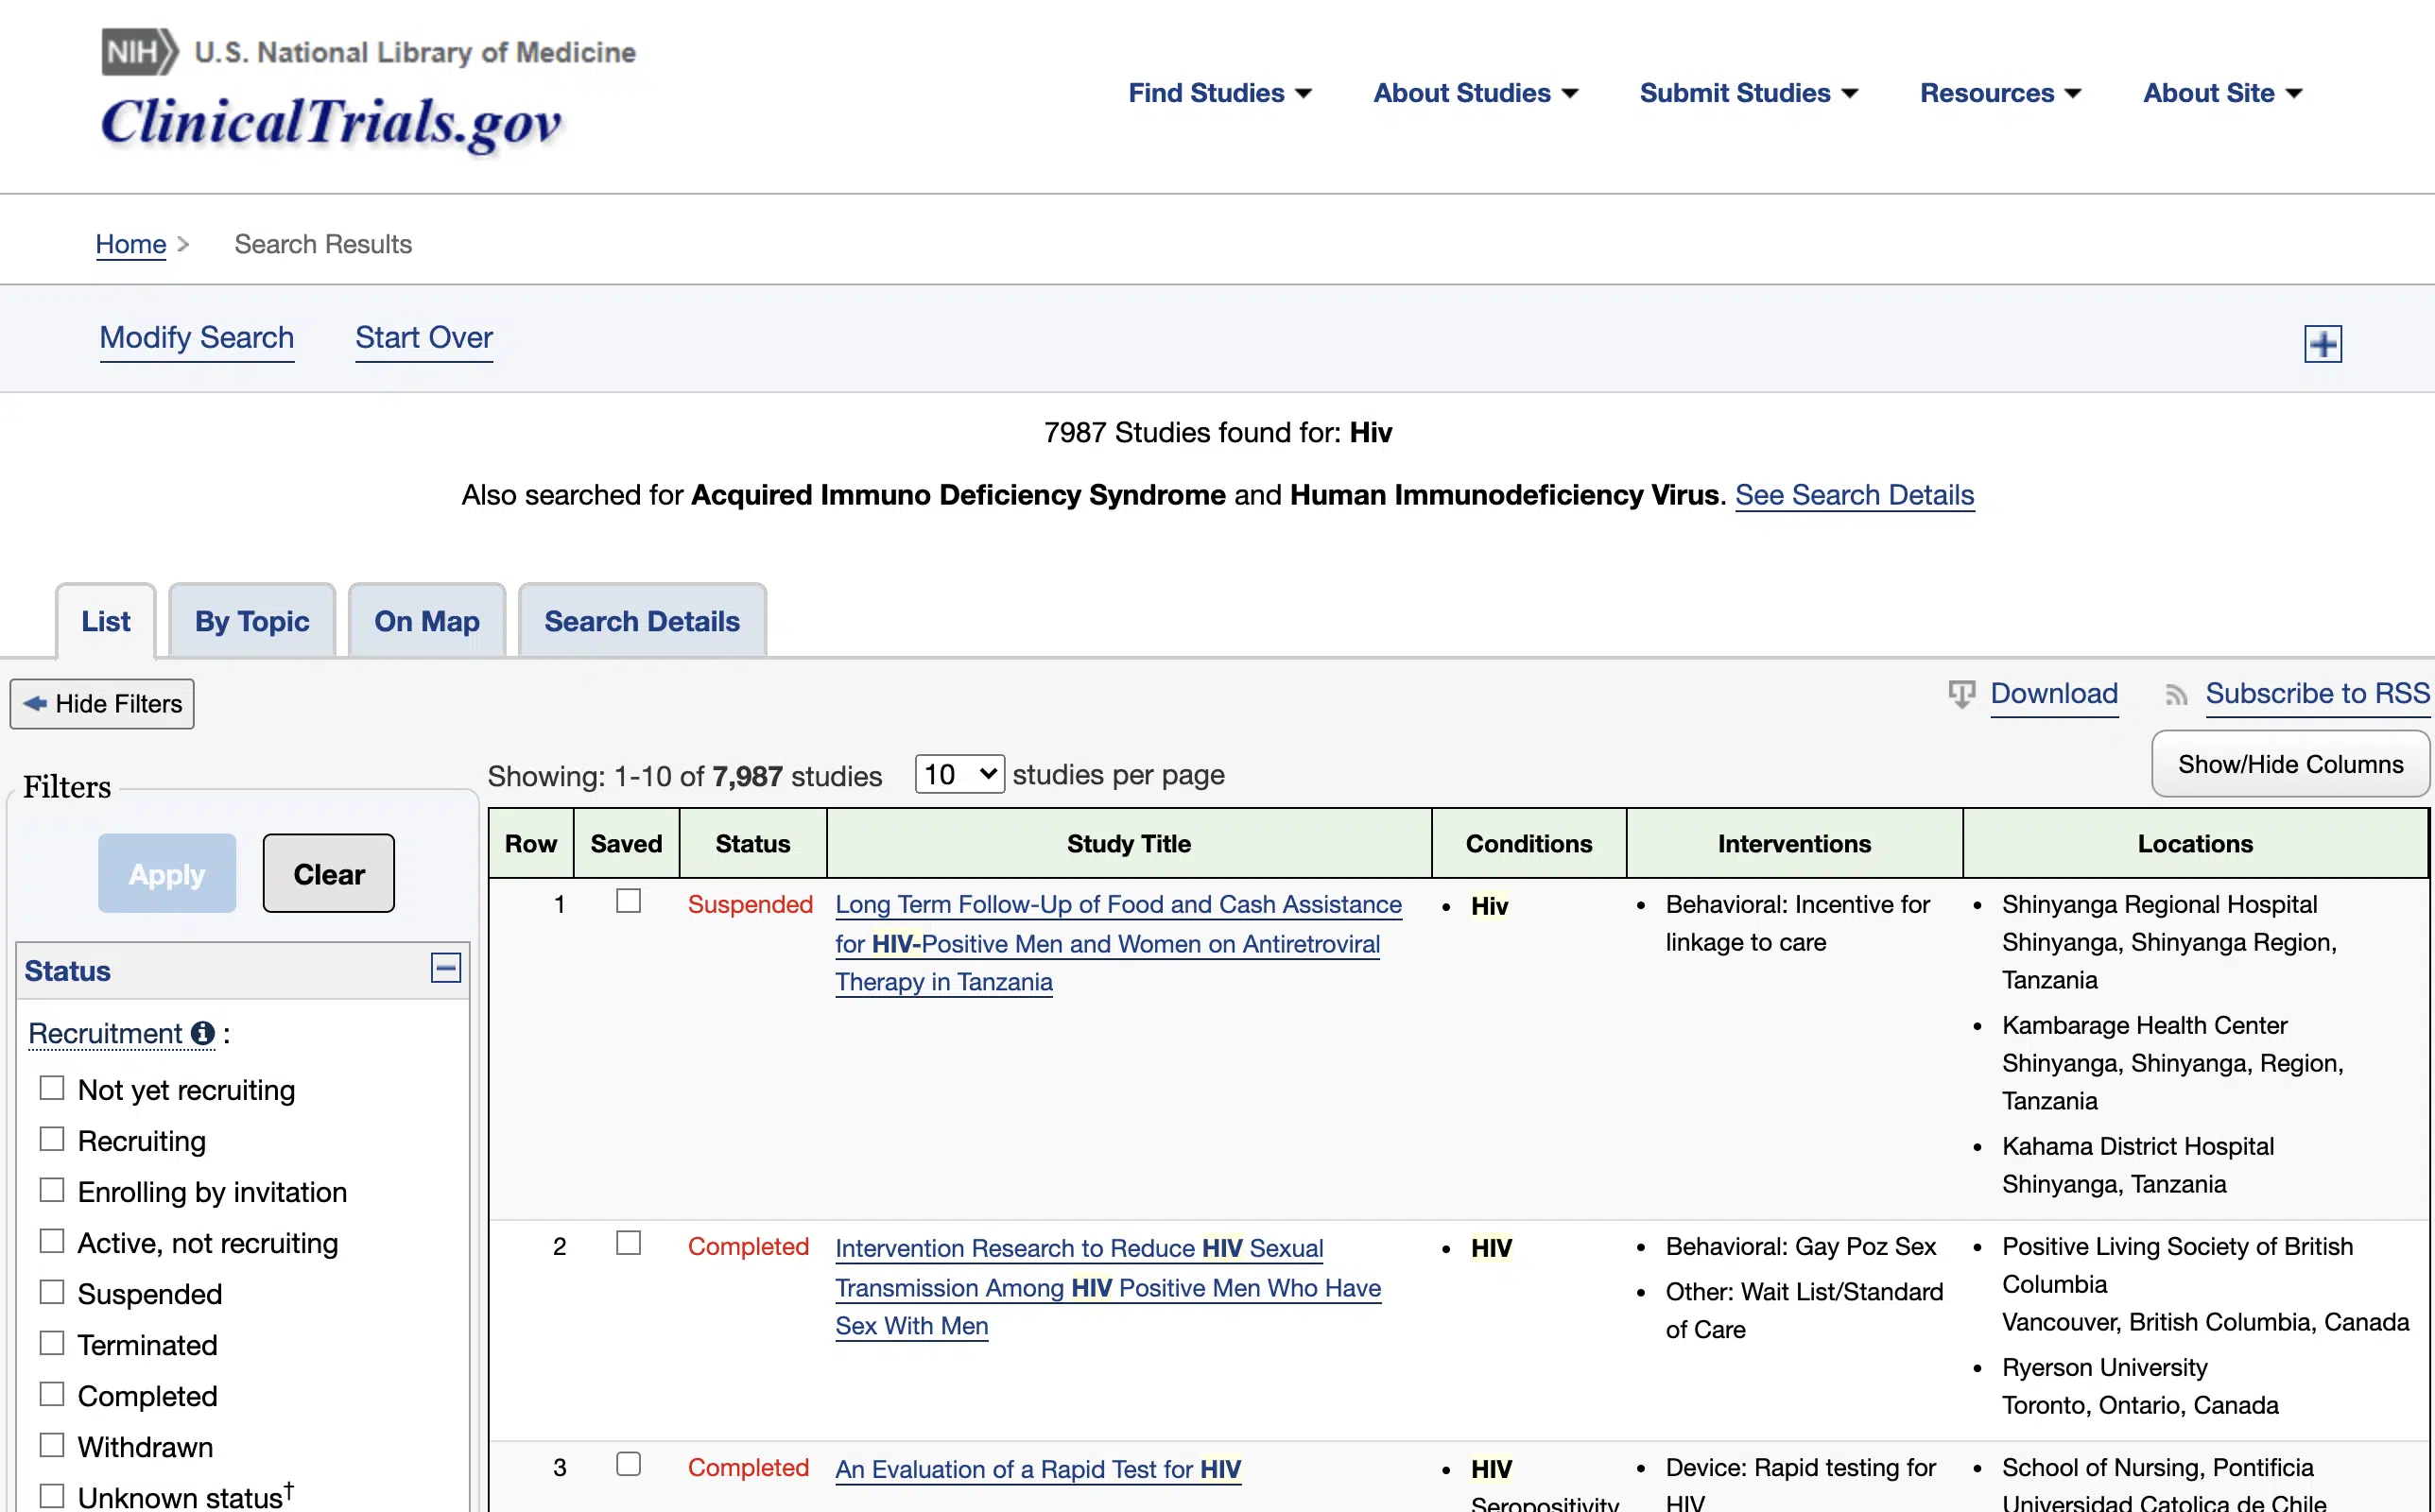 NIH U.S. National Library of Medicine
ClinicalTrials.gov
Find Studies About Studies Submit Studies Resources About Site
Home Search Results
Modify Search Start Over
7987 Studies found for: Hiv
Also searched for Acquired Immuno Deficiency Syndrome and Human Immunodeficiency Virus. See Search Details
List By Topic On Map Search Details
Hide Filters
Download Subscribe to RSS
Showing: 1-10 of 7,987 studies 10 studies per page
Show/Hide Columns
Filters
Apply Clear
Status
Recruitment :
Not yet recruiting
Recruiting
Enrolling by invitation
Active, not recruiting
Suspended
Terminated
Completed
Withdrawn
Unknown status†
Row Saved Status Study Title Conditions Interventions Locations
1 Suspended
Long Term Follow-Up of Food and Cash Assistance
for HIV-Positive Men and Women on Antiretroviral
Therapy in Tanzania
• Hiv
• Behavioral: Incentive for
linkage to care
• Shinyanga Regional Hospital
Shinyanga, Shinyanga Region,
Tanzania
• Kambarage Health Center
Shinyanga, Shinyanga, Region,
Tanzania
• Kahama District Hospital
Shinyanga, Tanzania
2 Completed
Intervention Research to Reduce HIV Sexual
Transmission Among HIV Positive Men Who Have
Sex With Men
• HIV
• Behavioral: Gay Poz Sex
• Other: Wait List/Standard
of Care
• Positive Living Society of British
Columbia
Vancouver, British Columbia, Canada
• Ryerson University
Toronto, Ontario, Canada
3 Completed
An Evaluation of a Rapid Test for HIV
• HIV
Seropositivity
• Device: Rapid testing for
HIV
• School of Nursing, Pontificia
Universidad Catolica de Chile